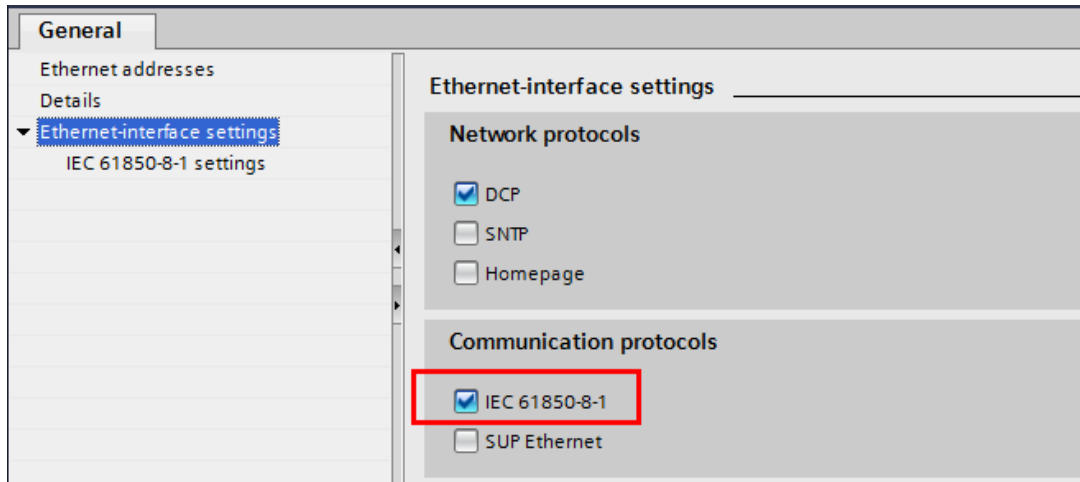 General
Ethernet addresses
Details
Ethernet-interface settings
IEC 61850-8-1 settings
Ethernet-interface settings
Network protocols
DCP
SNTP
Homepage
Communication protocols
IEC 61850-8-1
SUP Ethernet